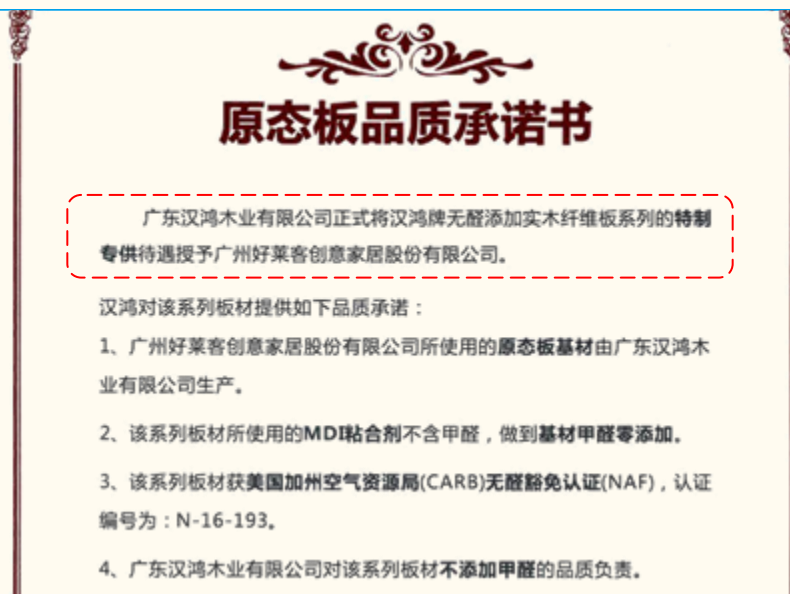 原态板品质承诺书
广东汉鸿木业有限公司正式将汉鸿牌无醛添加实木纤维板系列的特制
专供待遇授予广州好莱客创意家居股份有限公司。
汉鸿对该系列板材提供如下品质承诺：
1、广州好莱客创意家居股份有限公司所使用的原态板基材由广东汉鸿木
业有限公司生产。
2、该系列板材所使用的MDI粘合剂不含甲醛，做到基材甲醛零添加。
3、该系列板材获美国加州空气资源局(CARB)无醛豁免认证(NAF)，认证
编号为：N-16-193。
4、广东汉鸿木业有限公司对该系列板材不添加甲醛的品质负责。